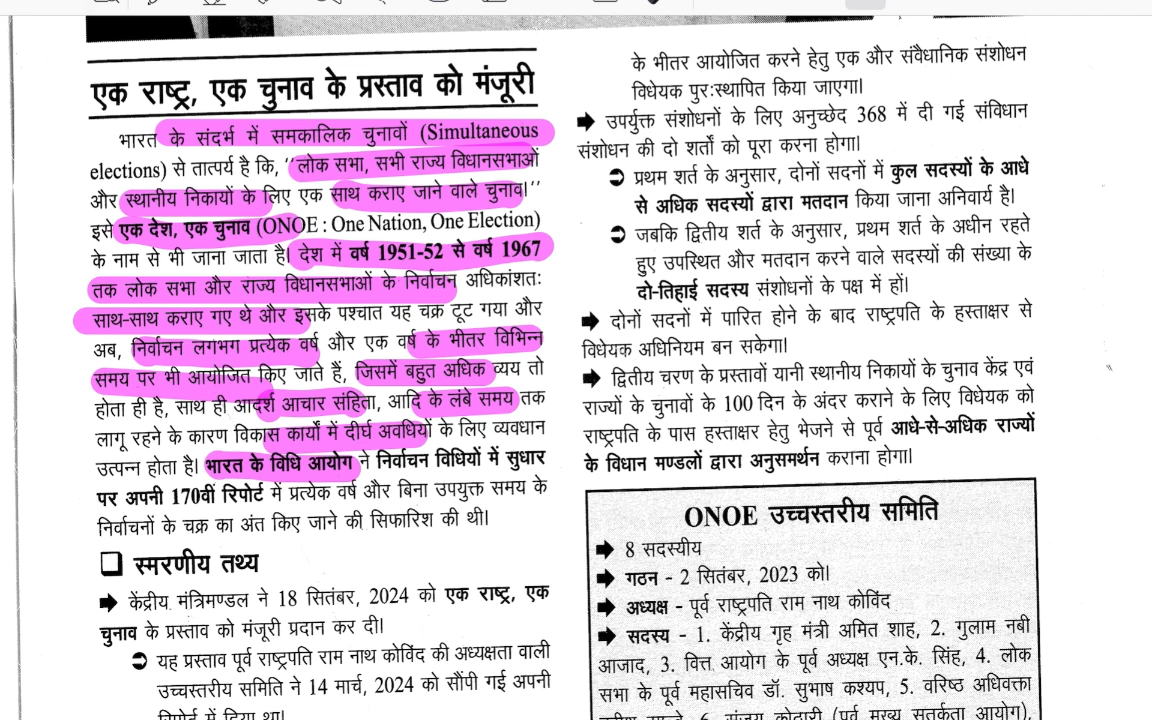 एक राष्ट्र, एक चुनाव के प्रस्ताव को मंजूरी
भारत के संदर्भ में समकालिक चुनावों (Simultaneous
elections) से तात्पर्य है कि, ''लोक सभा, सभी राज्य विधानसभाओं
और स्थानीय निकायों के लिए एक साथ कराए जाने वाले चुनाव।''
इसे एक देश, एक चुनाव (ONOE : One Nation, One Election)
के नाम से भी जाना जाता है। देश में वर्ष 1951-52 से वर्ष 1967
तक लोक सभा और राज्य विधानसभाओं के निर्वाचन अधिकांशतः
साथ-साथ कराए गए थे और इसके पश्चात यह चक्र टूट गया और
अब, निर्वाचन लगभग प्रत्येक वर्ष और एक वर्ष के भीतर विभिन्न
समय पर भी आयोजित किए जाते हैं, जिसमें बहुत अधिक व्यय तो
होता ही है, साथ ही आदर्श आचार संहिता, आदि के लंबे समय तक
लागू रहने के कारण विकास कार्यों में दीर्घ अवधियों के लिए व्यवधान
उत्पन्न होता है। भारत के विधि आयोग ने निर्वाचन विधियों में सुधार
पर अपनी 170वीं रिपोर्ट में प्रत्येक वर्ष और बिना उपयुक्त समय के
निर्वाचनों के चक्र का अंत किए जाने की सिफारिश की थी।
❑ स्मरणीय तथ्य
➡ केंद्रीय मंत्रिमण्डल ने 18 सितंबर, 2024 को एक राष्ट्र, एक
चुनाव के प्रस्ताव को मंजूरी प्रदान कर दी।
➲ यह प्रस्ताव पूर्व राष्ट्रपति राम नाथ कोविंद की अध्यक्षता वाली
उच्चस्तरीय समिति ने 14 मार्च, 2024 को सौंपी गई अपनी
रिपोर्ट में दिया था।
के भीतर आयोजित करने हेतु एक और संवैधानिक संशोधन
विधेयक पुरःस्थापित किया जाएगा।
➡ उपर्युक्त संशोधनों के लिए अनुच्छेद 368 में दी गई संविधान
संशोधन की दो शर्तों को पूरा करना होगा।
➲ प्रथम शर्त के अनुसार, दोनों सदनों में कुल सदस्यों के आधे
से अधिक सदस्यों द्वारा मतदान किया जाना अनिवार्य है।
➲ जबकि द्वितीय शर्त के अनुसार, प्रथम शर्त के अधीन रहते
हुए उपस्थित और मतदान करने वाले सदस्यों की संख्या के
दो-तिहाई सदस्य संशोधनों के पक्ष में हों।
➡ दोनों सदनों में पारित होने के बाद राष्ट्रपति के हस्ताक्षर से
विधेयक अधिनियम बन सकेगा।
➡ द्वितीय चरण के प्रस्तावों यानी स्थानीय निकायों के चुनाव केंद्र एवं
राज्यों के चुनावों के 100 दिन के अंदर कराने के लिए विधेयक को
राष्ट्रपति के पास हस्ताक्षर हेतु भेजने से पूर्व आधे-से-अधिक राज्यों
के विधान मण्डलों द्वारा अनुसमर्थन कराना होगा।
ONOE उच्चस्तरीय समिति
➡ 8 सदस्यीय
➡ गठन - 2 सितंबर, 2023 को।
➡ अध्यक्ष - पूर्व राष्ट्रपति राम नाथ कोविंद
➡ सदस्य - 1. केंद्रीय गृह मंत्री अमित शाह, 2. गुलाम नबी
आजाद, 3. वित्त आयोग के पूर्व अध्यक्ष एन.के. सिंह, 4. लोक
सभा के पूर्व महासचिव डॉ. सुभाष कश्यप, 5. वरिष्ठ अधिवक्ता
6. संजय कोठारी (पूर्व मुख्य सतर्कता आयोग),